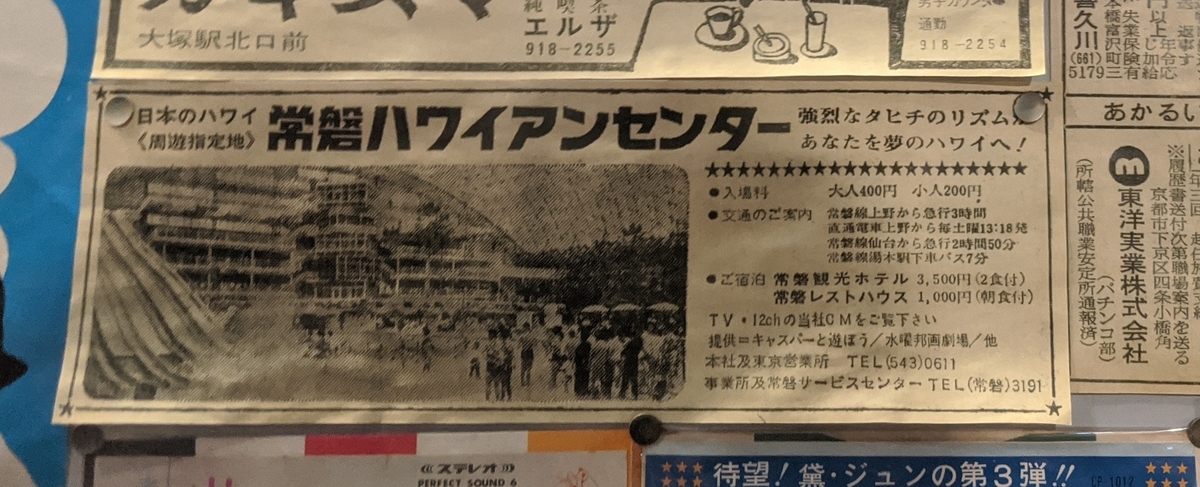 純喫茶
エルザ
918-2255
大塚駅北口前
通勤
918-2254
日本のハワイ
《周遊指定地》
常磐ハワイアンセンター
強烈なタヒチのリズムが
あなたを夢のハワイへ!
★★★★★★★★★★★★★★★★★★★★★★★★★★
●入場料 大人400円 小人200円
●交通のご案内 常磐線上野から急行3時間
直通電車上野から毎土曜13:18発
常磐線仙台から急行2時間50分
常磐線湯本駅下車バス7分
●ご宿泊 常磐観光ホテル 3,500円(2食付)
常磐レストハウス 1,000円(朝食付)
TV・12chの当社CMをご覧下さい
提供=キャスパーと遊ぼう/水曜邦画劇場/他
本社及東京営業所 TEL(543)0611
事業所及常磐サービスセンター TEL(常磐)3191
喜久川
(661)
5179
あかるい
※履歴書送付次第職場案内を送る
京都市下京区四条小橋角
m 東洋実業株式会社
(パチンコ部)
(所轄公共職業安定所通報済)
《ステレオ》
PERFECT SOUND 6
待望!黛・ジュンの第3弾!!
LP-1012